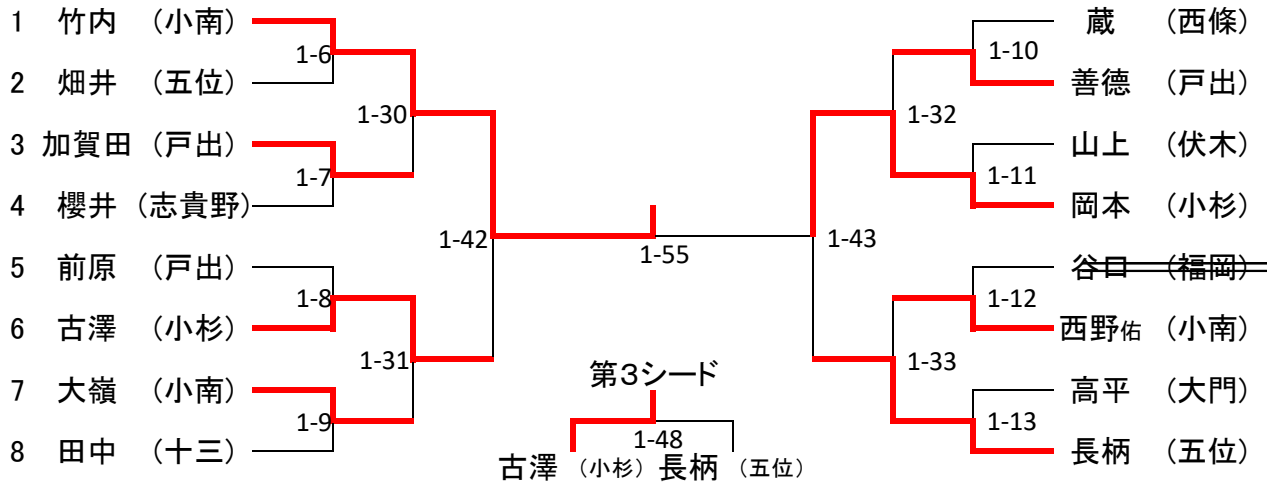 1 竹内 （小南）
1-6
2 畑井 （五位）
1-30
3 加賀田 （戸出）
1-7
4 櫻井 （志貴野）
1-42
5 前原 （戸出）
1-8
6 古澤 （小杉）
1-31
7 大嶺 （小南）
1-9
8 田中 （十三）
1-55
第3シード
1-48
古澤 （小杉） 長柄 （五位）
蔵 （西條）
1-10
善德 （戸出）
1-32
山上 （伏木）
1-11
岡本 （小杉）
1-43
谷口 （福岡）
1-12
西野佑 （小南）
1-33
高平 （大門）
1-13
長柄 （五位）